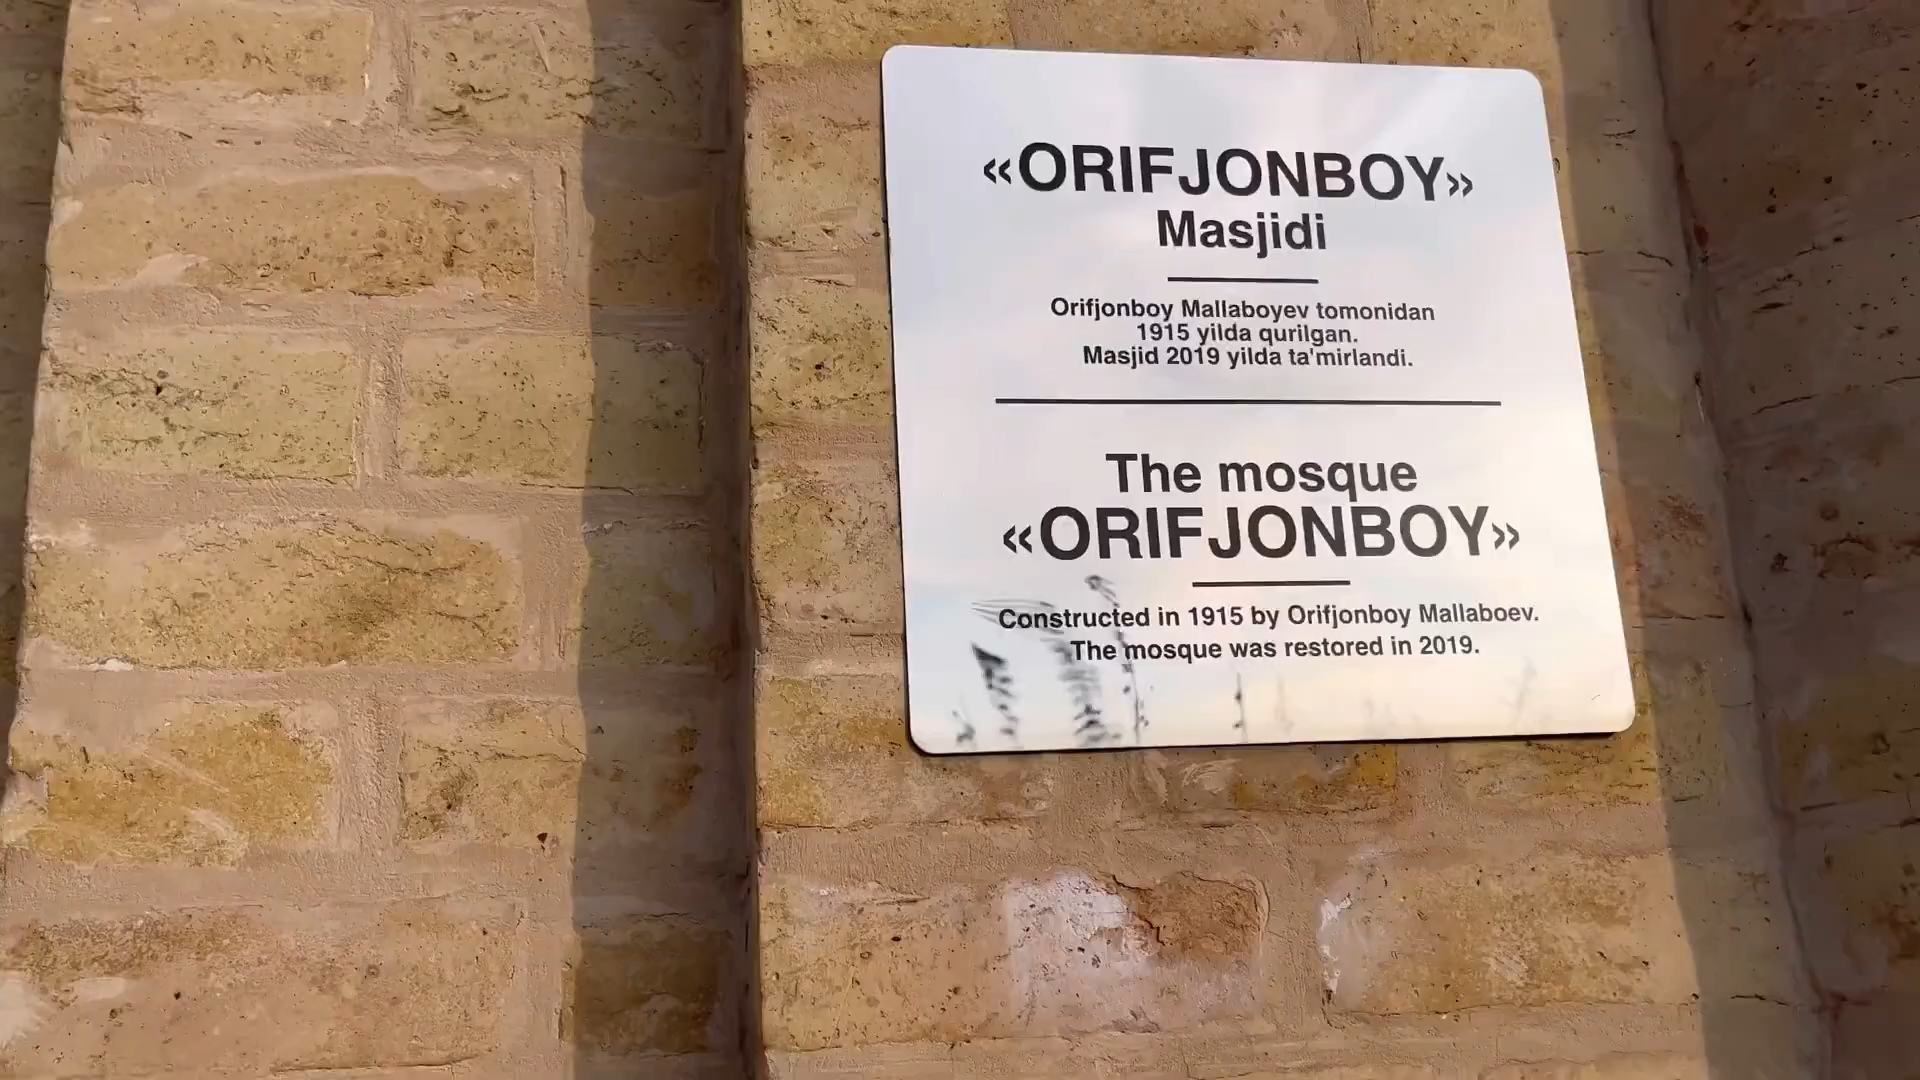 «ORIFJONBOY»
Masjidi
Orifjonboy Mallaboyev tomonidan
1915 yilda qurilgan.
Masjid 2019 yilda ta'mirlandi.
The mosque
«ORIFJONBOY»
Constructed in 1915 by Orifjonboy Mallaboev.
The mosque was restored in 2019.